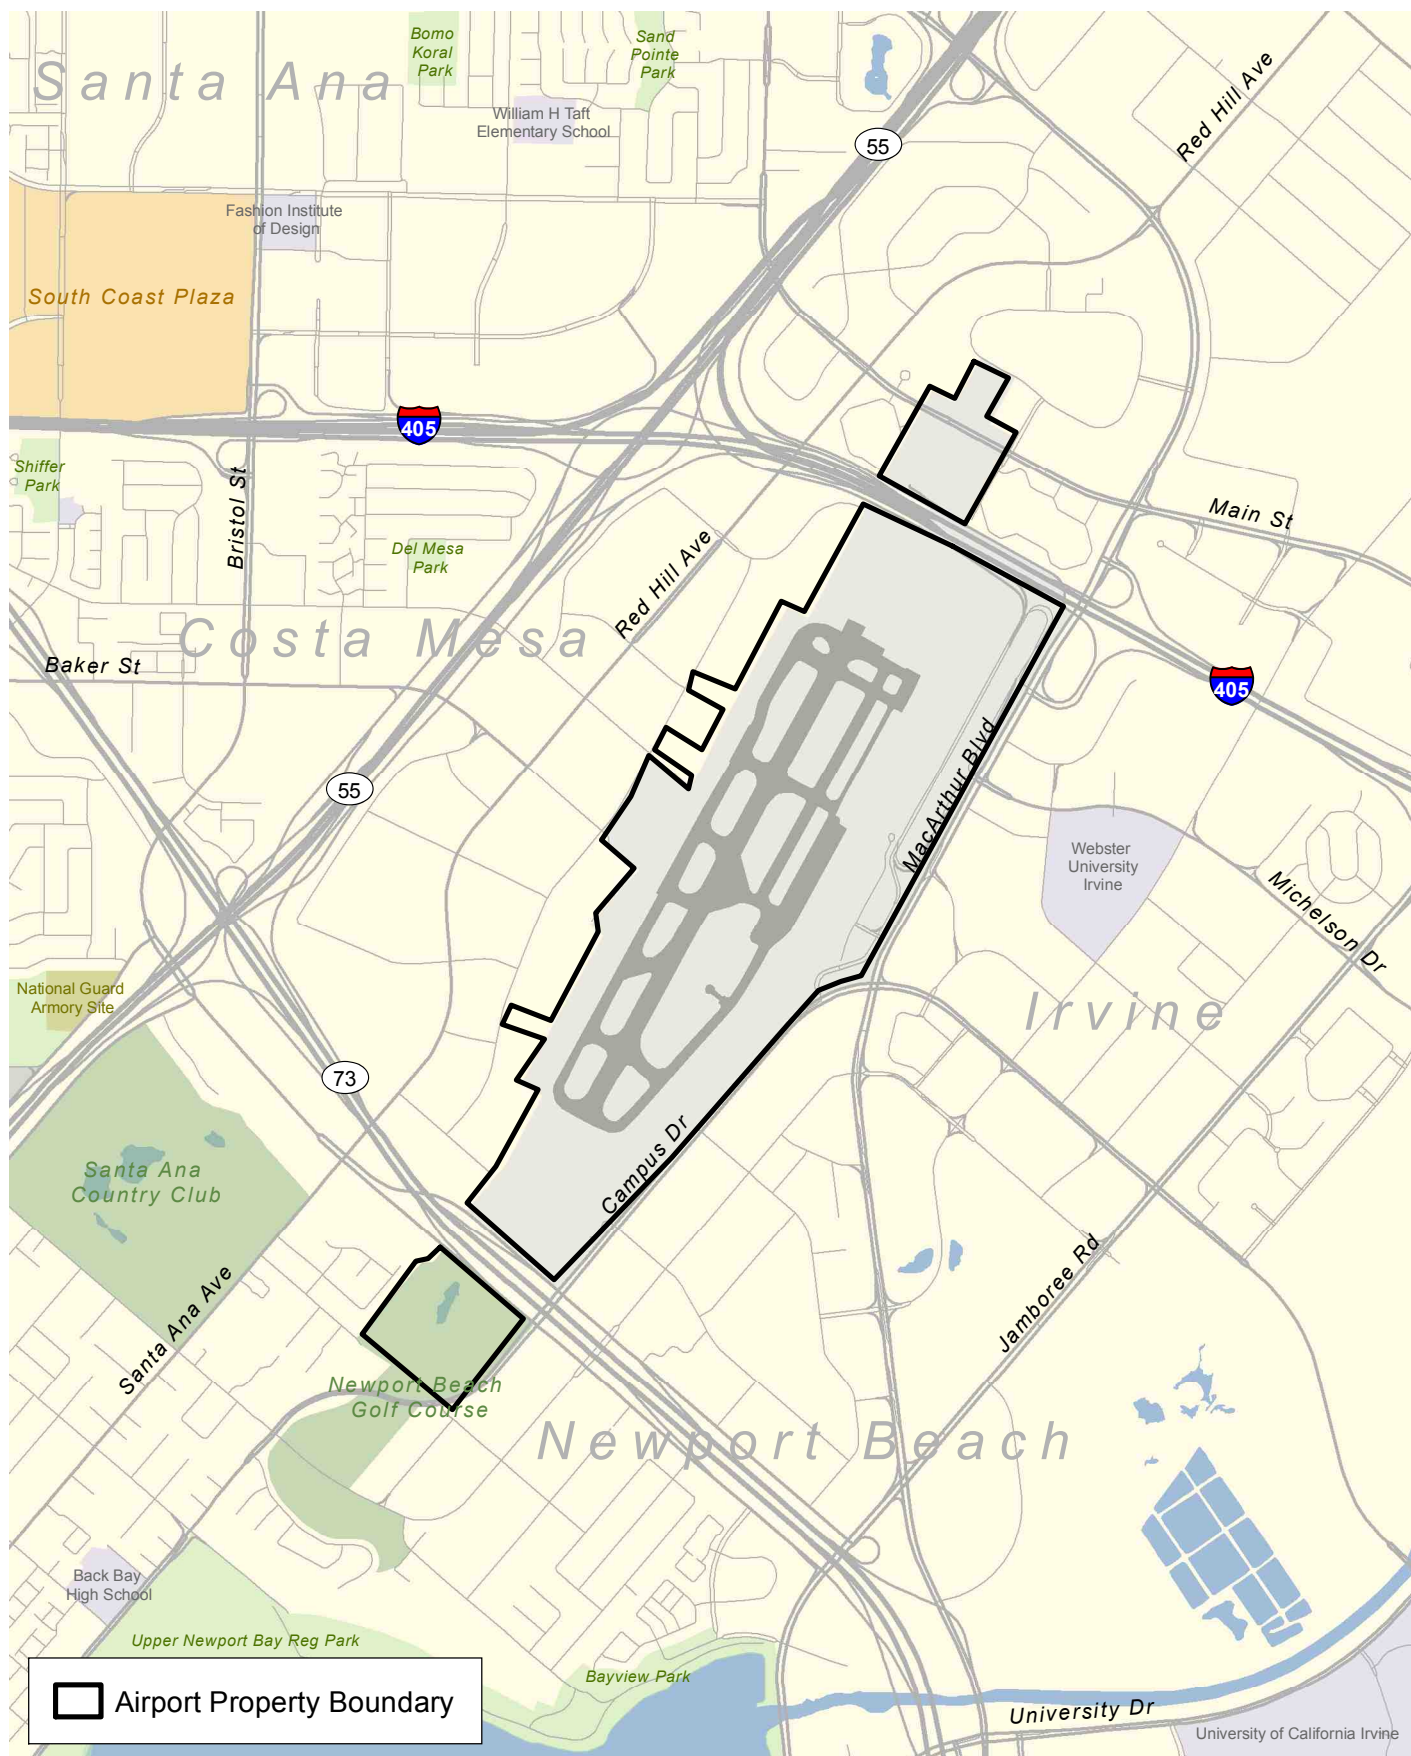 Bomo
Koral
Park
Sand
Pointe
Park
Santa Ana
William H Taft
Elementary School
Red Hill Ave
55
Fashion Institute
of Design
South Coast Plaza
405
Shiffer
Park
Bristol St
Main St
Del Mesa
Park
Red Hill Ave
Costa Mesa
Baker St
405
MacArthur Blvd
55
Webster
University
Irvine
Michelson Dr
National Guard
Armory Site
Irvine
73
Campus Dr
Santa Ana
Country Club
Jamboree Rd
Santa Ana Ave
Newport Beach
Golf Course
Newport Beach
Back Bay
High School
Upper Newport Bay Reg Park
Bayview Park
Airport Property Boundary
University Dr
University of California Irvine